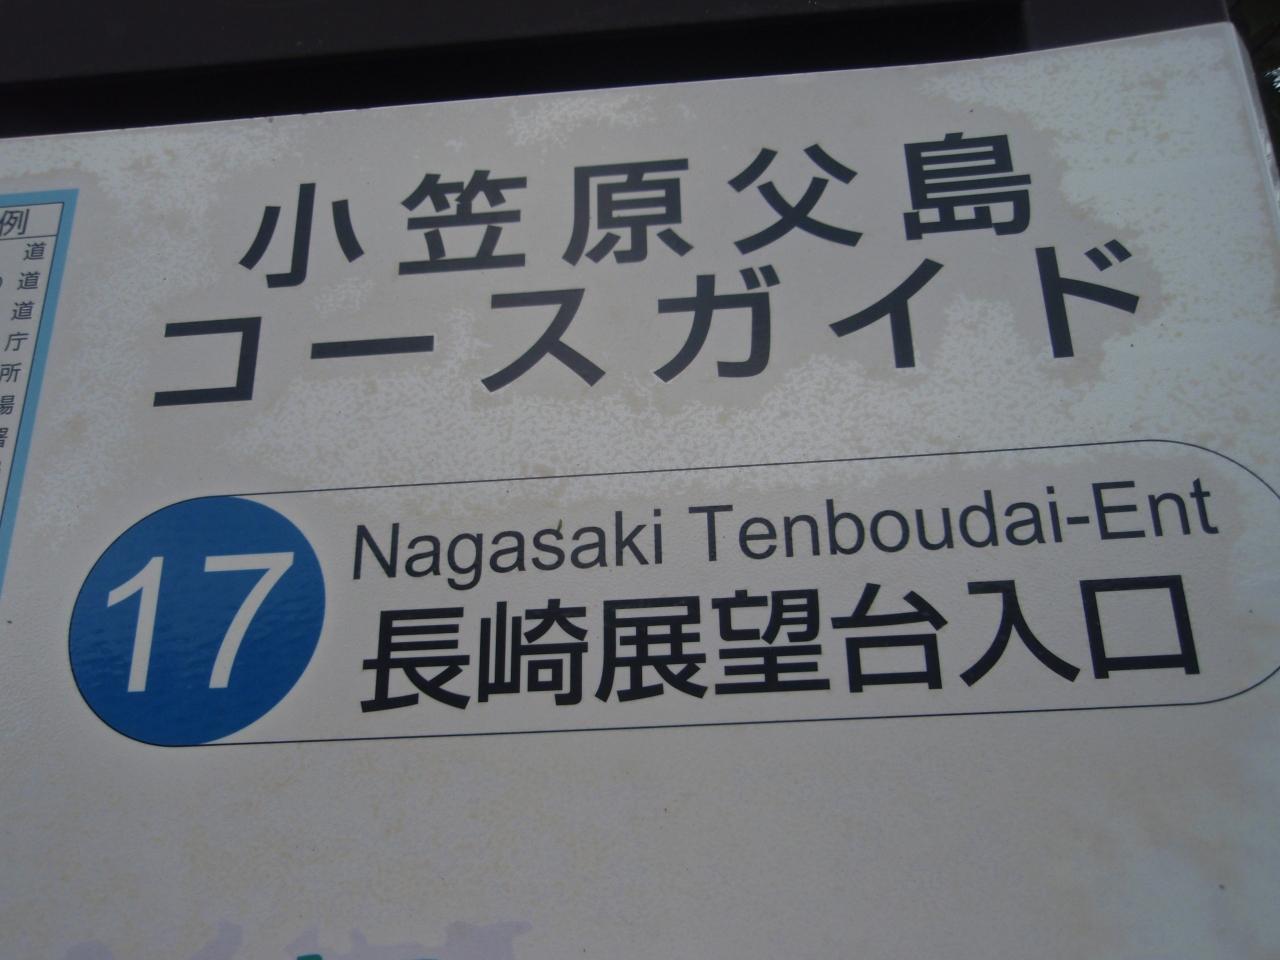 小笠原父島
コースガイド
例
道
道
道
庁
所
場
署
17
Nagasaki Tenboudai-Ent
長崎展望台入口